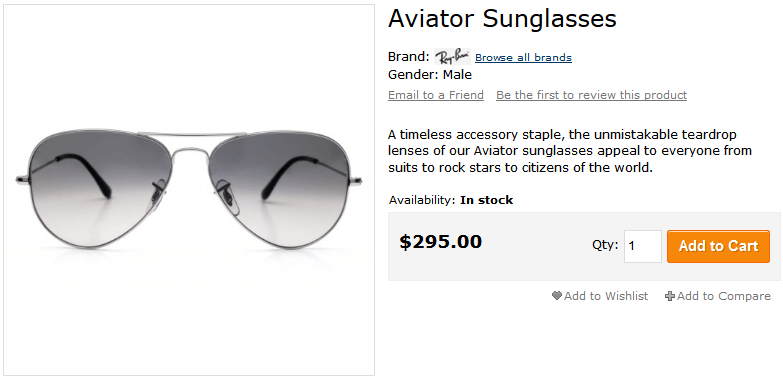 Aviator Sunglasses
Brand: Ray-Ban Browse all brands
Gender: Male
Email to a Friend Be the first to review this product
A timeless accessory staple, the unmistakable teardrop
lenses of our Aviator sunglasses appeal to everyone from
suits to rock stars to citizens of the world.
Availability: In stock
$295.00 Qty: 1 Add to Cart
Add to Wishlist Add to Compare